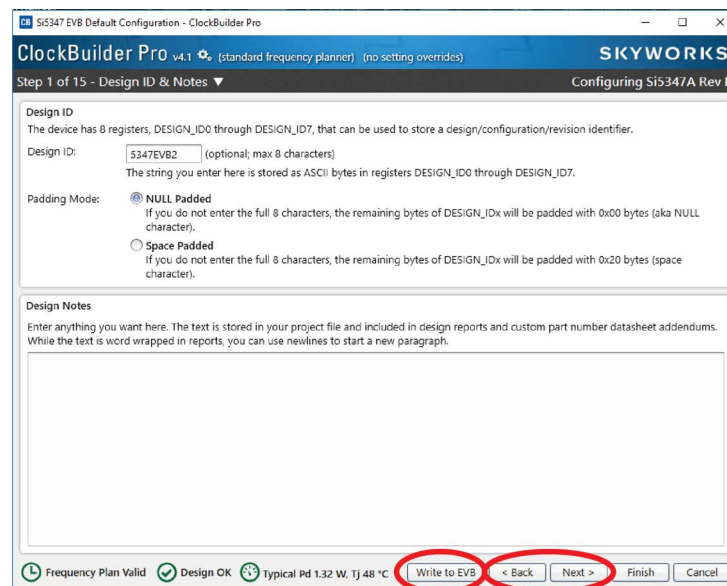 CB Si5347 EVB Default Configuration - ClockBuilder Pro
ClockBuilder Pro v4.1 (standard frequency planner) (no setting overrides) SKYWORKS
Step 1 of 15 - Design ID & Notes ▼ Configuring Si5347A Rev
Design ID
The device has 8 registers, DESIGN_ID0 through DESIGN_ID7, that can be used to store a design/configuration/revision identifier.
Design ID: 5347EVB2 (optional; max 8 characters)
The string you enter here is stored as ASCII bytes in registers DESIGN_ID0 through DESIGN_ID7.
Padding Mode: NULL Padded
If you do not enter the full 8 characters, the remaining bytes of DESIGN_IDx will be padded with 0x00 bytes (aka NULL
character).
Space Padded
If you do not enter the full 8 characters, the remaining bytes of DESIGN_IDx will be padded with 0x20 bytes (space
character).
Design Notes
Enter anything you want here. The text is stored in your project file and included in design reports and custom part number datasheet addendums.
While the text is word wrapped in reports, you can use newlines to start a new paragraph.
Frequency Plan Valid Design OK Typical Pd 1.32 W, Tj 48 °C Write to EVB < Back Next > Finish Cancel